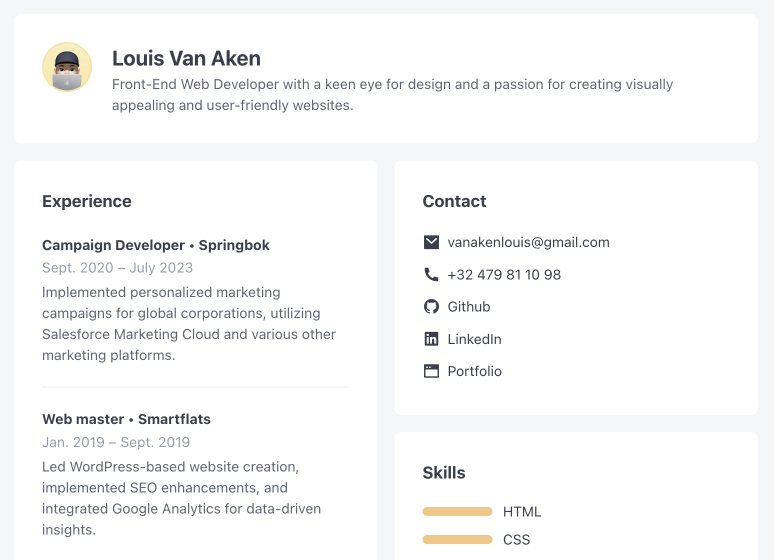 Louis Van Aken
Front-End Web Developer with a keen eye for design and a passion for creating visually
appealing and user-friendly websites.
Experience
Campaign Developer • Springbok
Sept. 2020 – July 2023
Implemented personalized marketing
campaigns for global corporations, utilizing
Salesforce Marketing Cloud and various other
marketing platforms.
Web master • Smartflats
Jan. 2019 – Sept. 2019
Led WordPress-based website creation,
implemented SEO enhancements, and
integrated Google Analytics for data-driven
insights.
Contact
vanakenlouis@gmail.com
+32 479 81 10 98
Github
LinkedIn
Portfolio
Skills
HTML
CSS